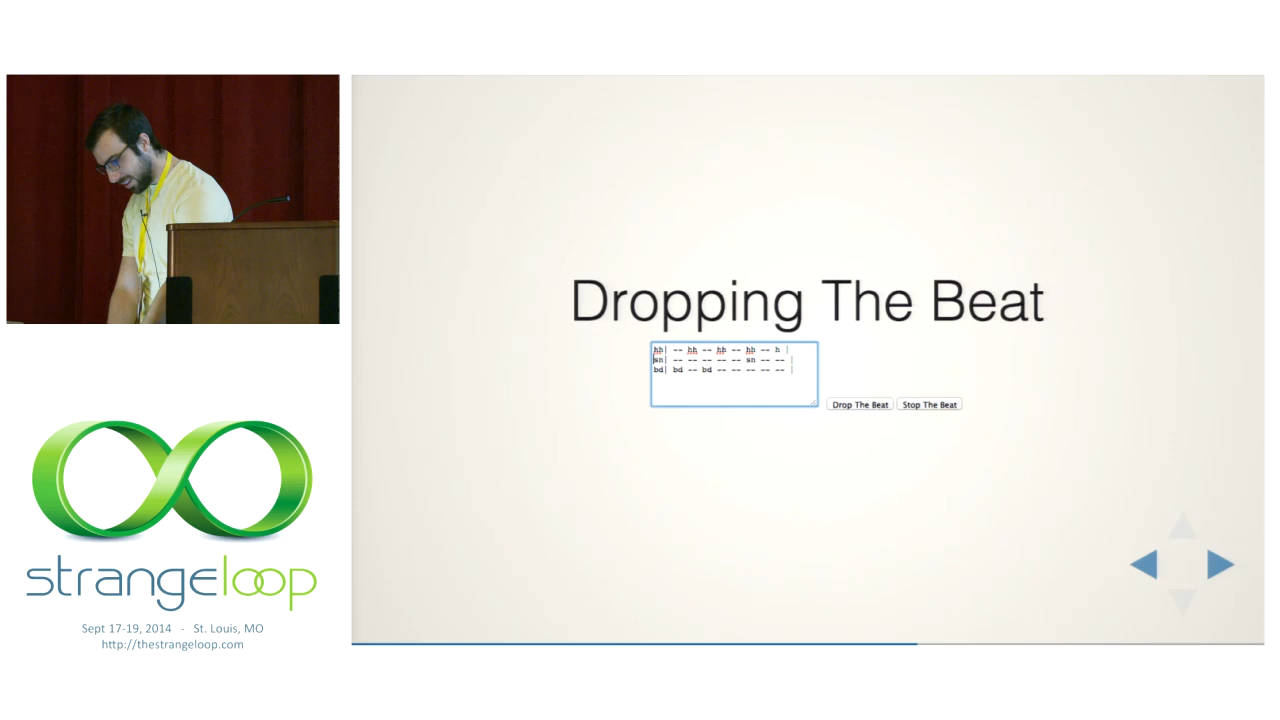 Dropping The Beat
hh| -- hh -- hh -- hh -- h |
sn| -- -- -- -- -- sn -- -- |
bd| bd -- bd -- -- -- -- -- |
Drop The Beat
Stop The Beat
strangeloop
Sept 17-19, 2014 - St. Louis, MO
http://thestrangeloop.com